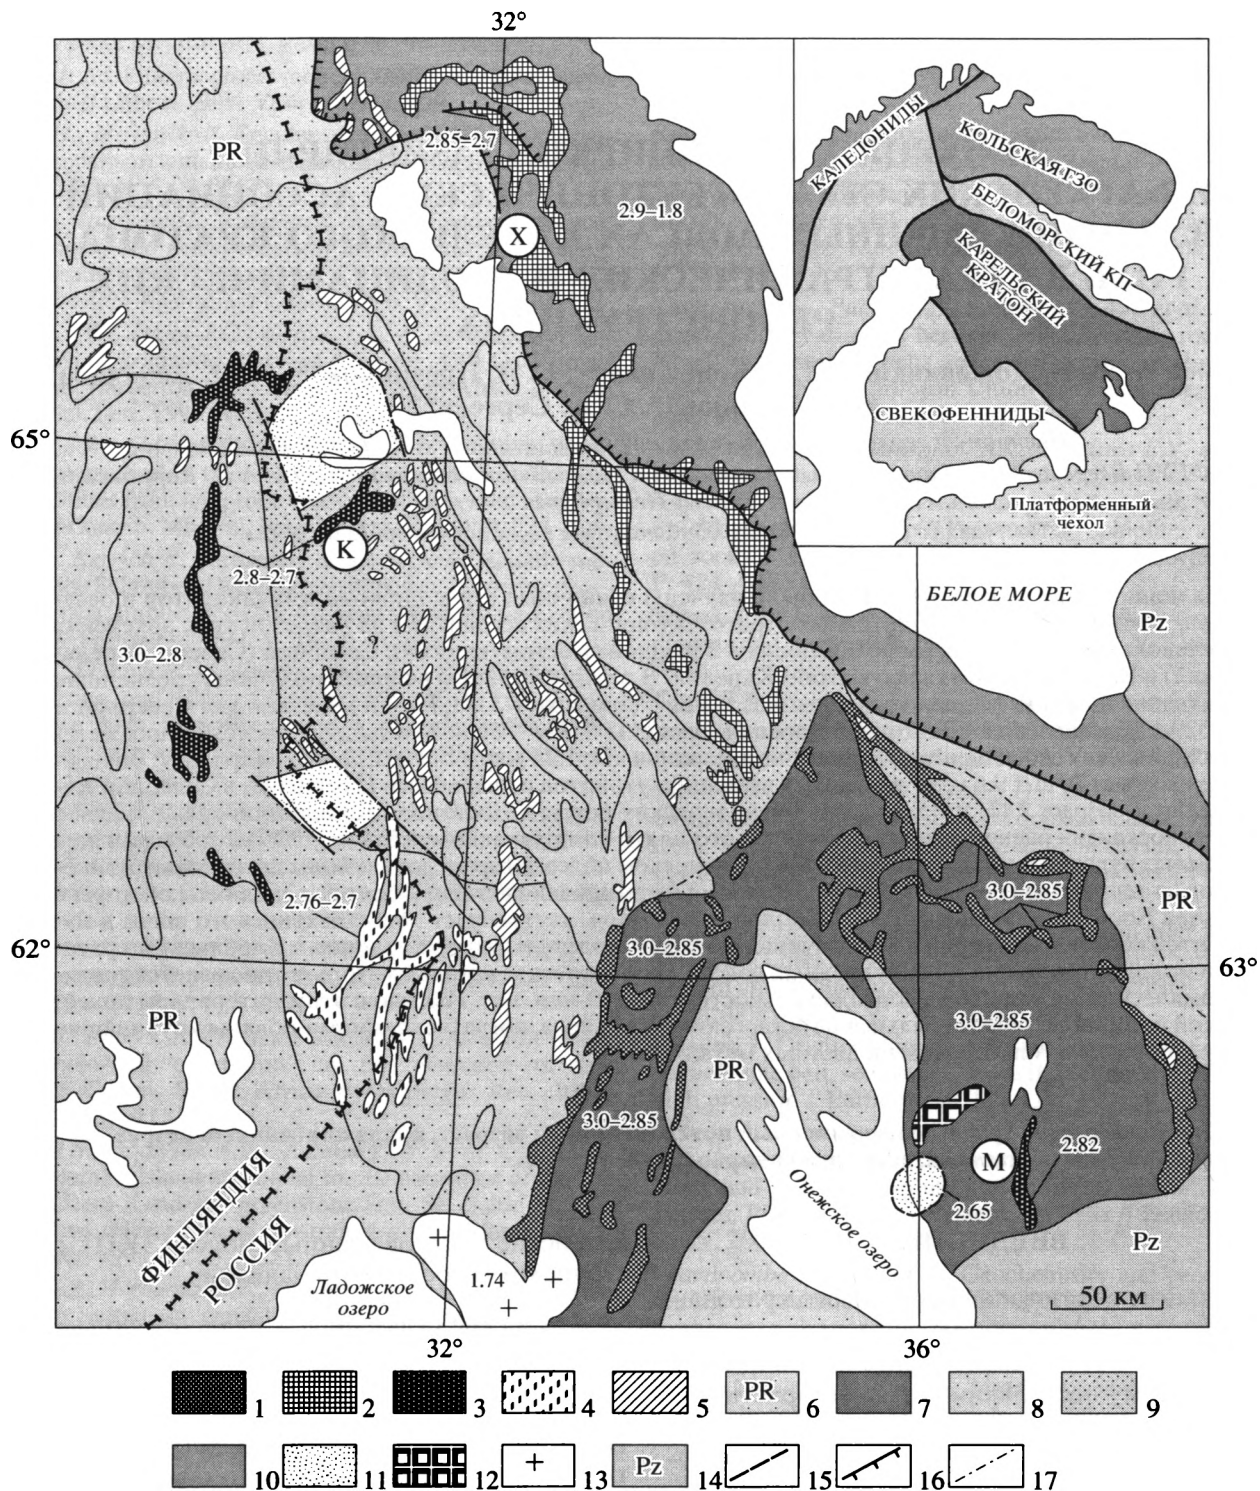 32°
КАЛЕДОНИДЫ
КОЛЬСКАЯ ГЗО
БЕЛОМОРСКИЙ КП
КАРЕЛЬСКИЙ
КРАТОН
СВЕКОФЕННИДЫ
Платформенный
чехол
PR
2.85–2.7
2.9–1.8
X
65°
K
2.8–2.7
?
3.0–2.8
БЕЛОЕ МОРЕ
Pz
2.76–2.7
3.0–2.85
PR
62°
3.0–2.85
63°
PR
3.0–2.85
PR
3.0–2.85
M
2.82
2.65
Онежское озеро
Pz
ФИНЛЯНДИЯ
РОССИЯ
Ладожское
озеро
1.74
50 км
32°
36°
1
2
3
4
5
PR
6
7
8
9
10
11
12
13
Pz
14
15
16
17